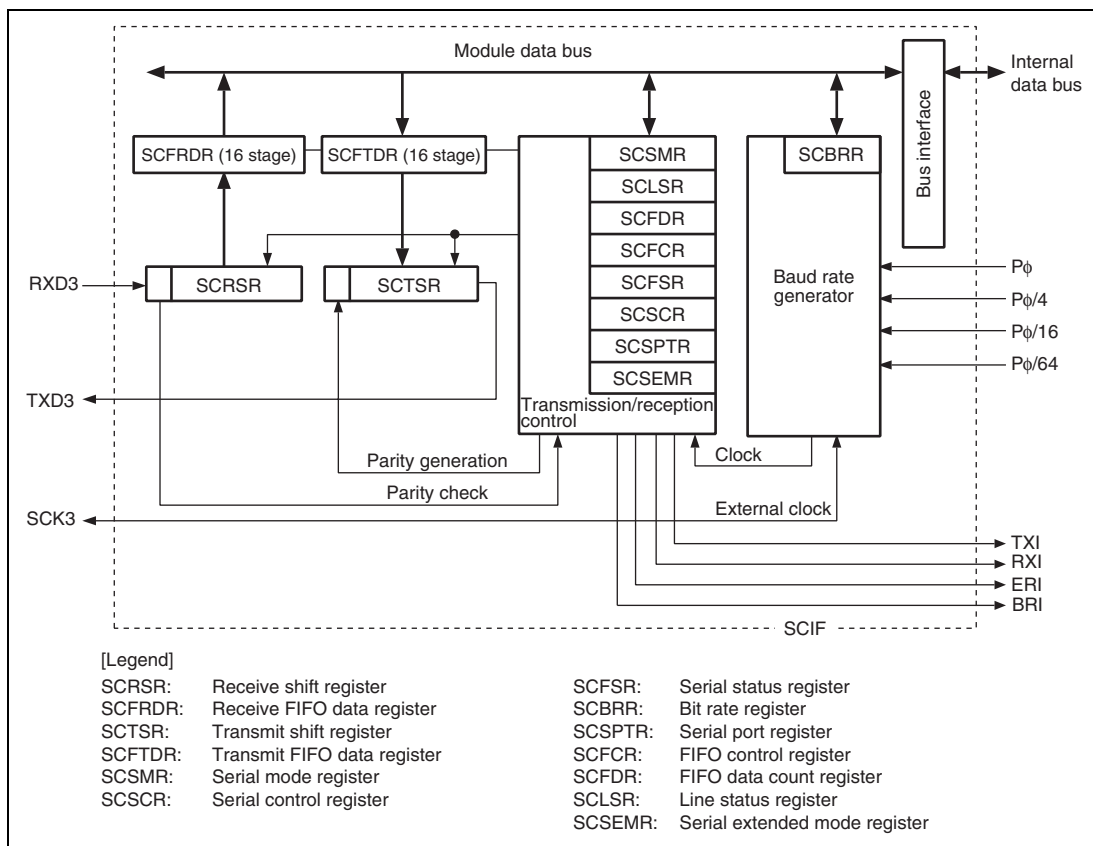 Module data bus
Internal
data bus
Bus interface
SCFRDR (16 stage)
SCFTDR (16 stage)
SCSMR
SCLSR
SCFDR
SCFCR
SCFSR
SCSCR
SCSPTR
SCSEMR
Transmission/reception
control
SCBRR
Baud rate
generator
RXD3
SCRSR
SCTSR
Pϕ
Pϕ/4
Pϕ/16
Pϕ/64
TXD3
Parity generation
Parity check
Clock
SCK3
External clock
TXI
RXI
ERI
BRI
SCIF
[Legend]
SCRSR: Receive shift register
SCFRDR: Receive FIFO data register
SCTSR: Transmit shift register
SCFTDR: Transmit FIFO data register
SCSMR: Serial mode register
SCSCR: Serial control register
SCFSR: Serial status register
SCBRR: Bit rate register
SCSPTR: Serial port register
SCFCR: FIFO control register
SCFDR: FIFO data count register
SCLSR: Line status register
SCSEMR: Serial extended mode register